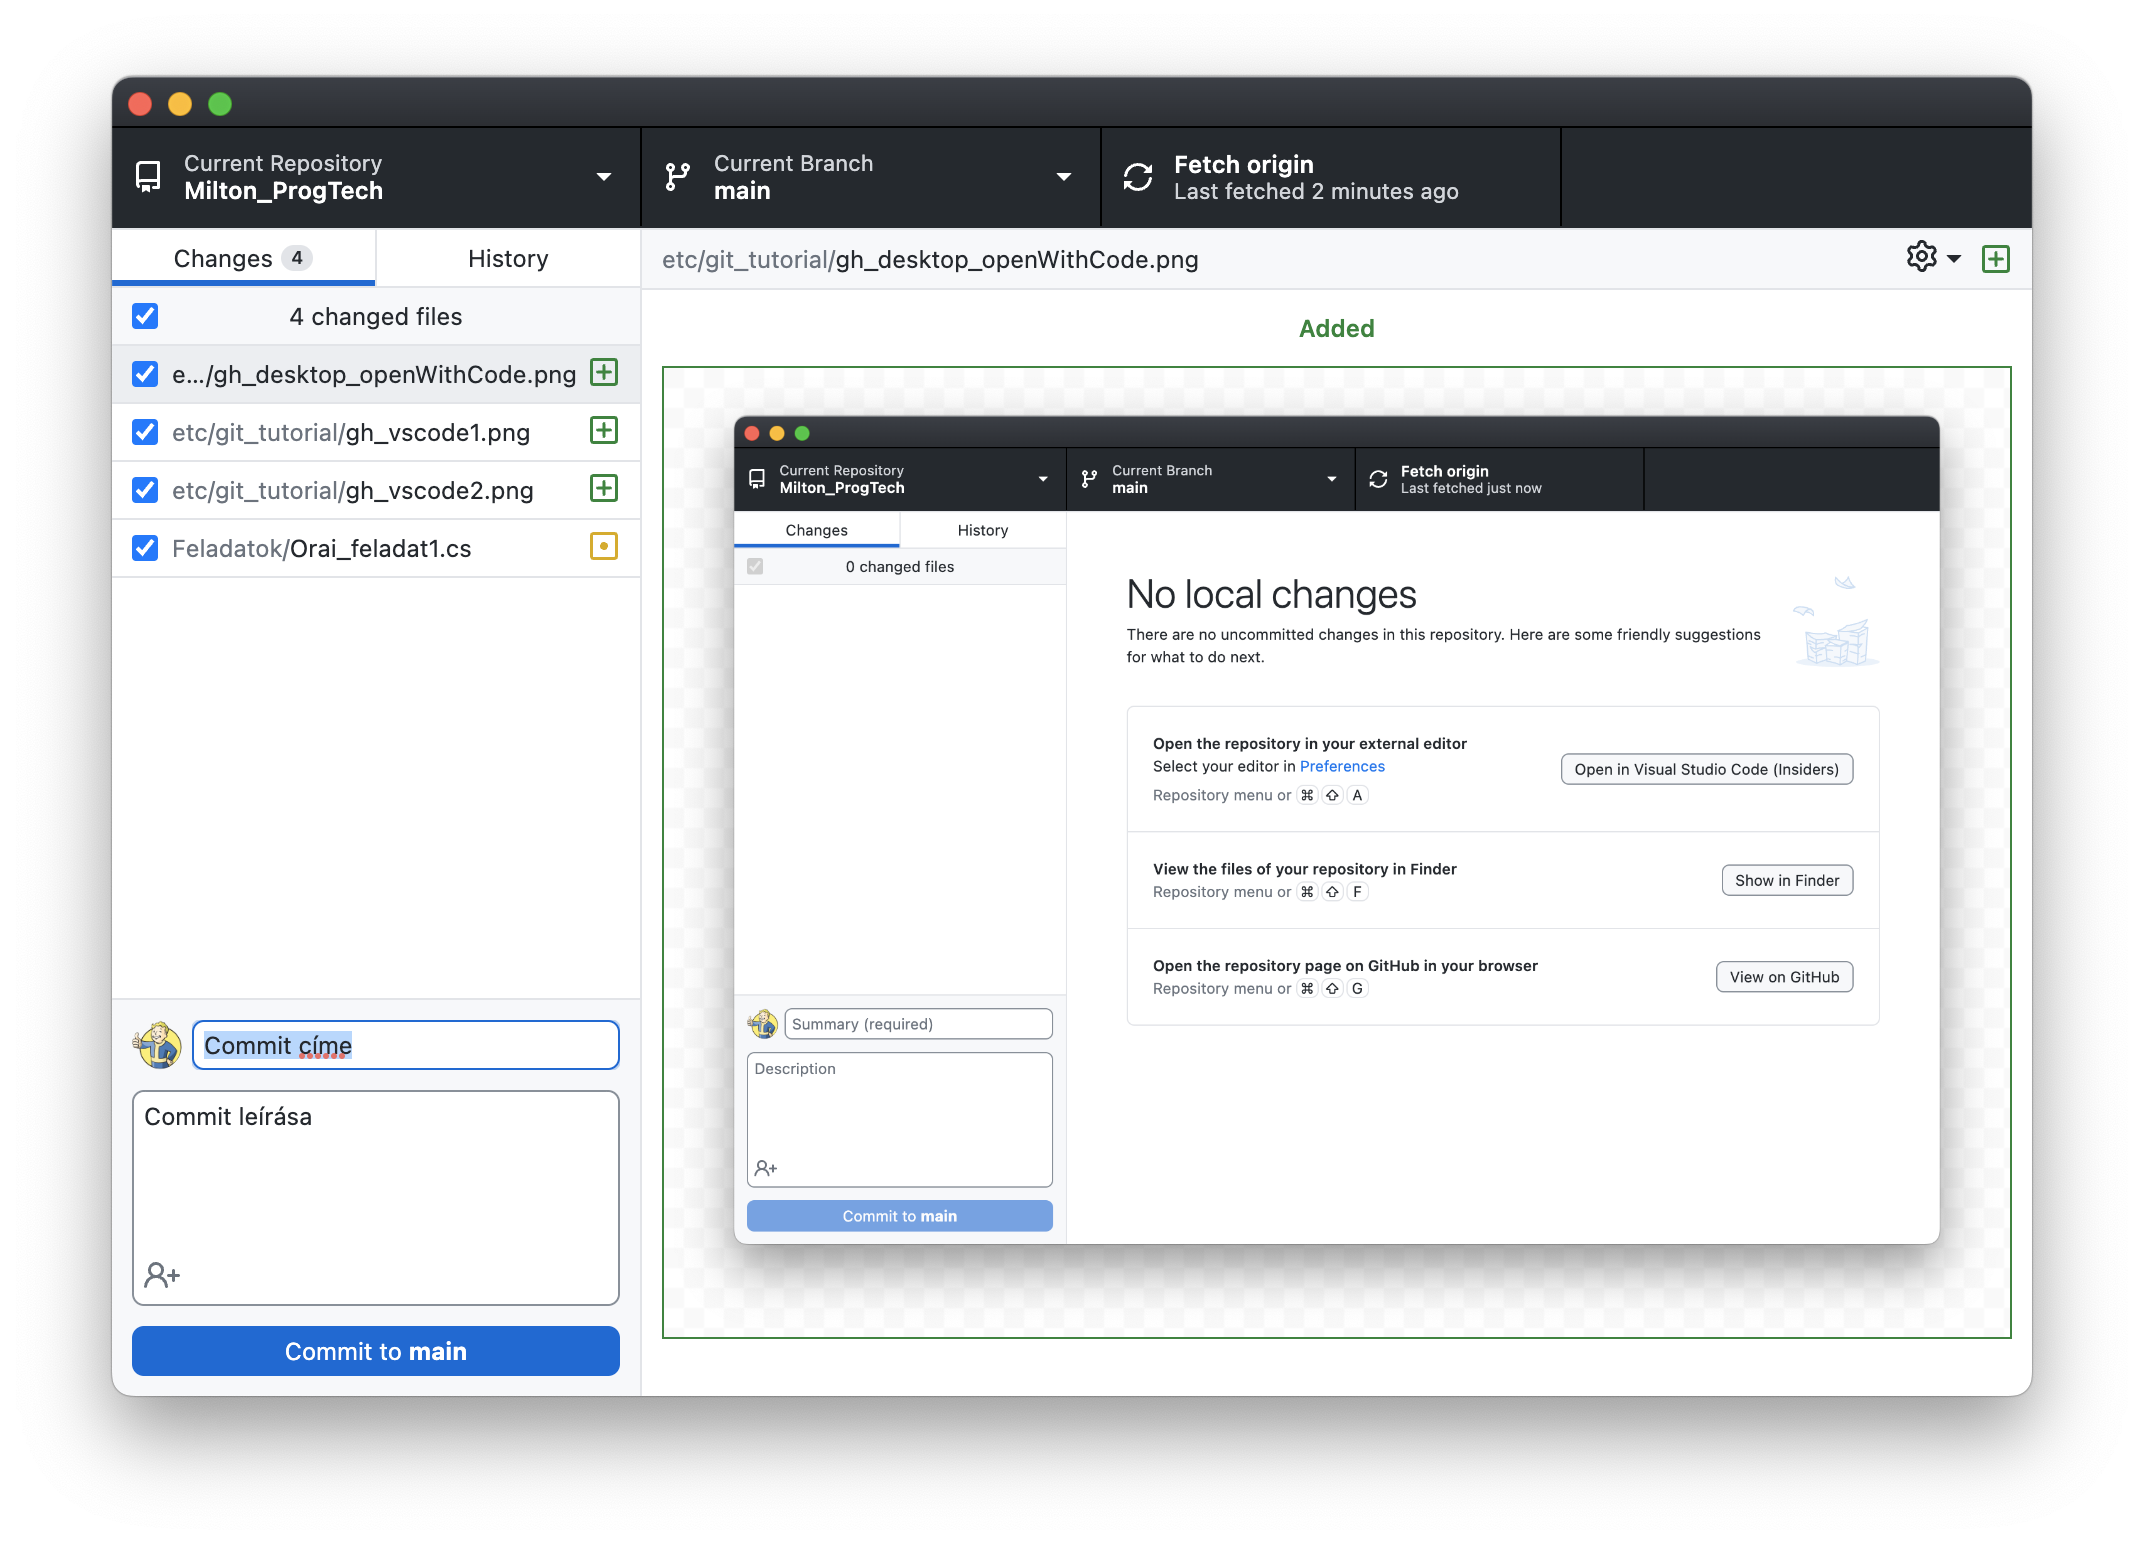 Current Repository
Milton_ProgTech
Current Branch
main
Fetch origin
Last fetched 2 minutes ago
Changes 4
History
etc/git_tutorial/gh_desktop_openWithCode.png
4 changed files
e.../gh_desktop_openWithCode.png
etc/git_tutorial/gh_vscode1.png
etc/git_tutorial/gh_vscode2.png
Feladatok/Orai_feladat1.cs
Commit címe
Commit leírása
Commit to main
Added
Current Repository
Milton_ProgTech
Current Branch
main
Fetch origin
Last fetched just now
Changes
History
0 changed files
No local changes
There are no uncommitted changes in this repository. Here are some friendly suggestions
for what to do next.
Open the repository in your external editor
Select your editor in Preferences
Repository menu or ⌘ ⇧ A
Open in Visual Studio Code (Insiders)
View the files of your repository in Finder
Repository menu or ⌘ ⇧ F
Show in Finder
Open the repository page on GitHub in your browser
Repository menu or ⌘ ⇧ G
View on GitHub
Summary (required)
Description
Commit to main